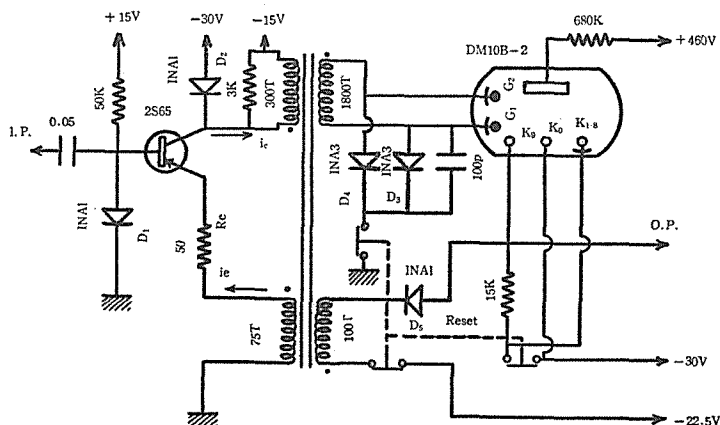 +15V
-30V
-15V
680K
+460V
DM10B-2
50K
INA1
D₂
3K
300T
1800T
G₂
G₁
2S65
I.P.
0.05
K₉
K₀
K₁₋₈
ic
INA3
INA3
100p
D₄
D₃
INA1
D₁
50
Re
O.P.
ie
INA1
15K
75T
100T
D₅
Reset
-30V
-22.5V